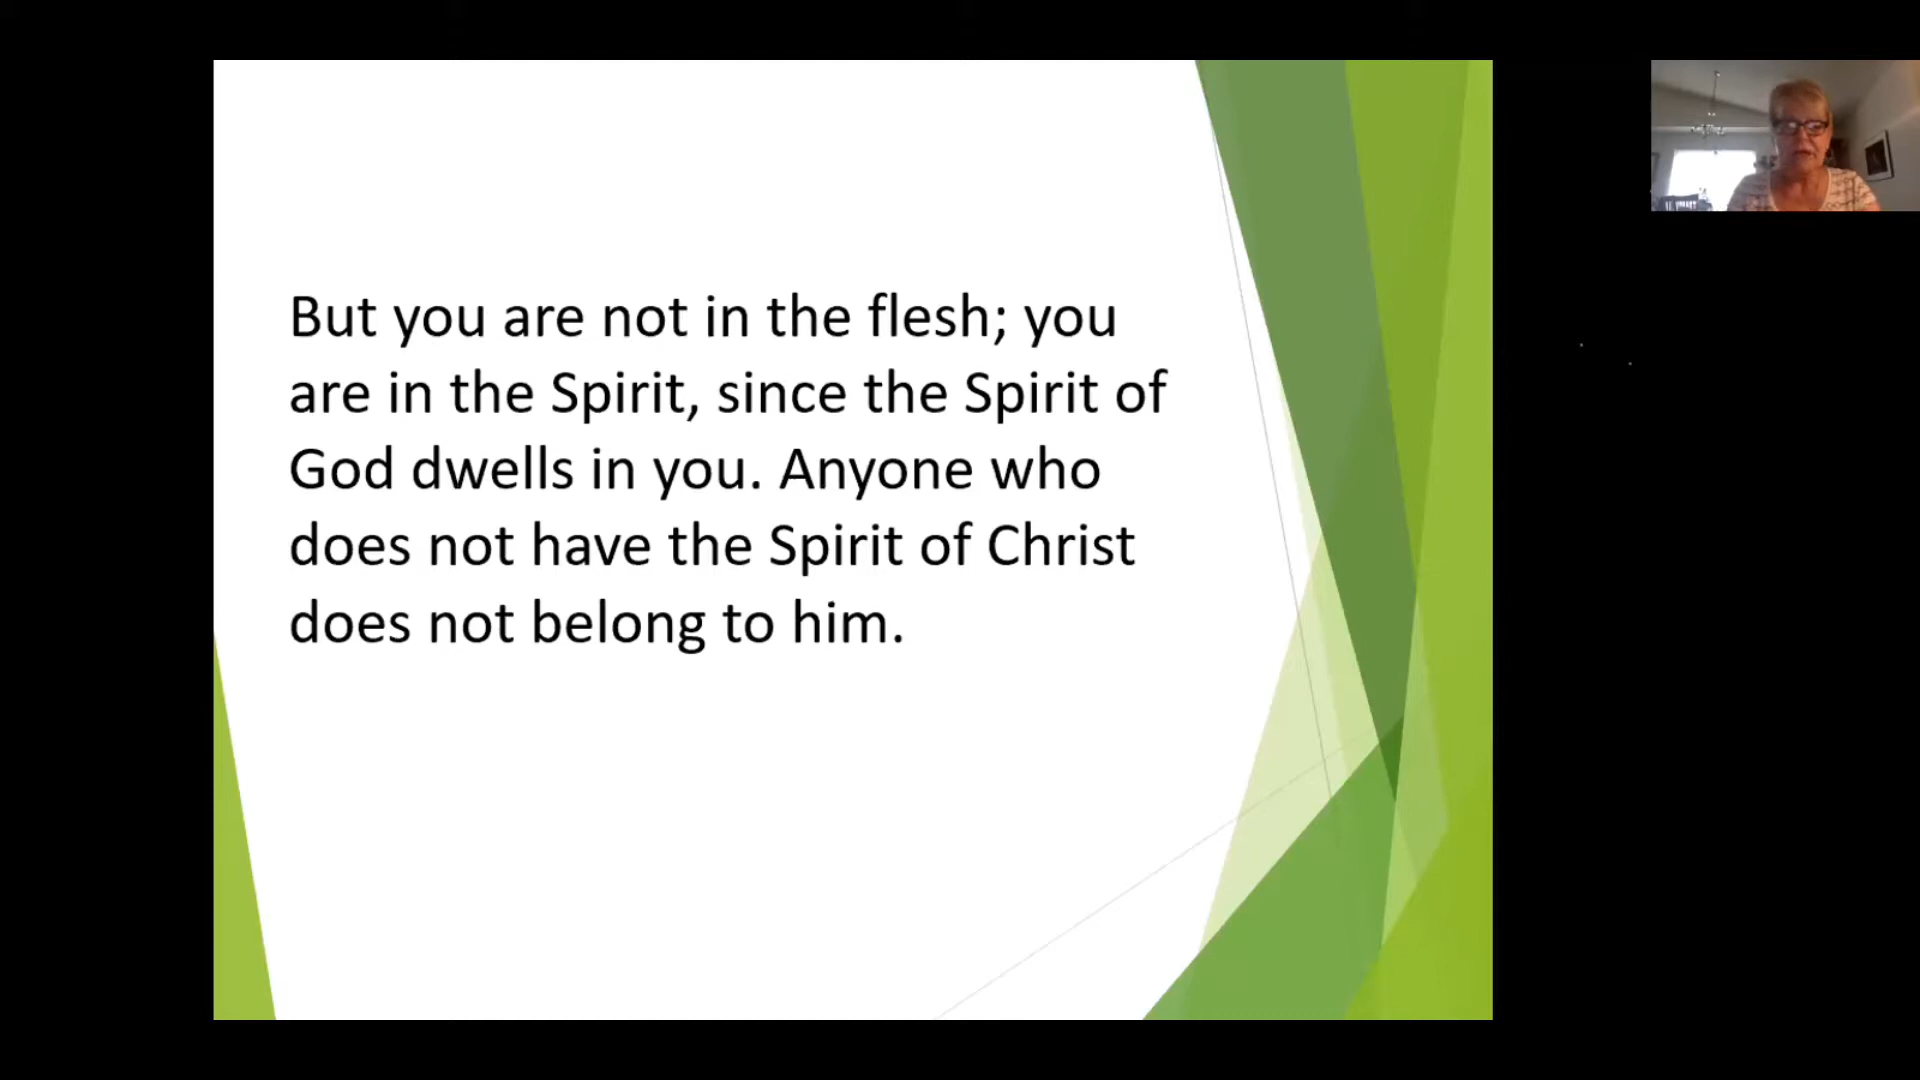 But you are not in the flesh; you
are in the Spirit, since the Spirit of
God dwells in you. Anyone who
does not have the Spirit of Christ
does not belong to him.